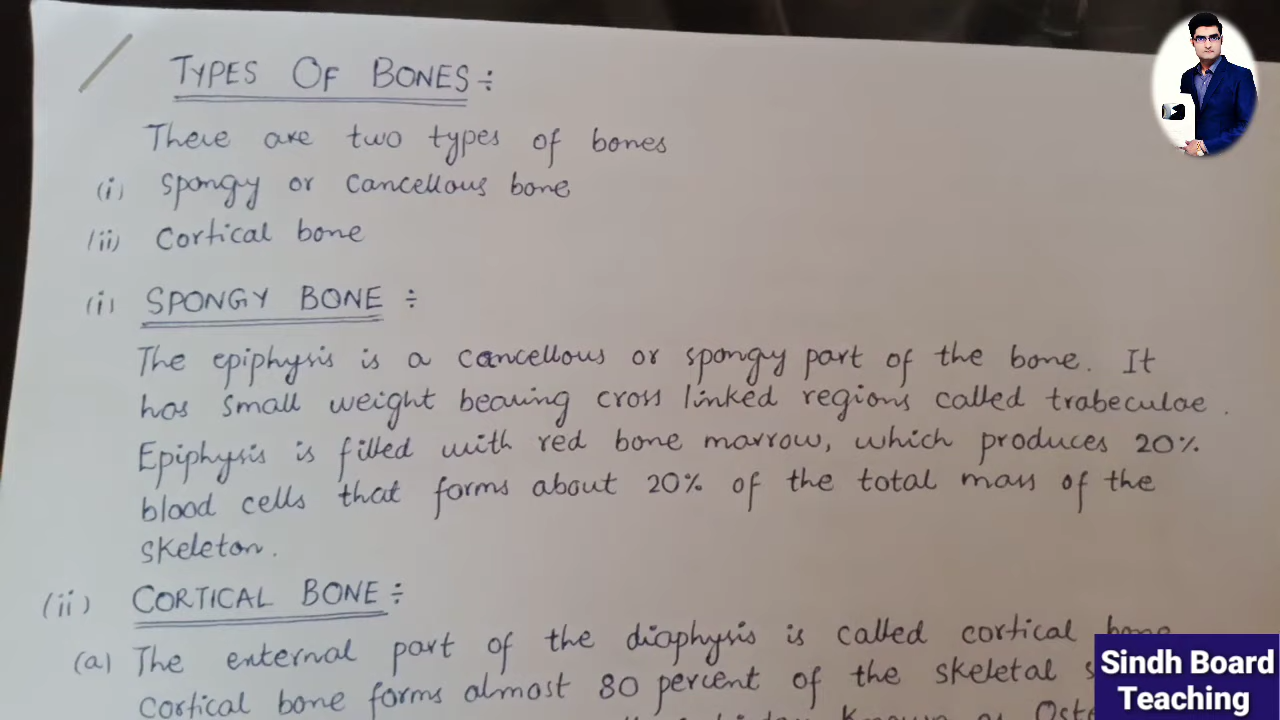 TYPES OF BONES÷
There are two types of bones
(i) Spongy or cancellous bone
(ii) Cortical bone
(i) SPONGY BONE ÷
The epiphysis is a cancellous or spongy part of the bone. It
has small weight bearing cross linked regions called trabeculae.
Epiphysis is filled with red bone marrow, which produces 20%
blood cells that forms about 20% of the total mass of the
skeleton.
(ii) CORTICAL BONE÷
(a) The external part of the diaphysis is called cortical bone
cortical bone forms almost 80 percent of the skeletal
known as
Sindh Board
Teaching